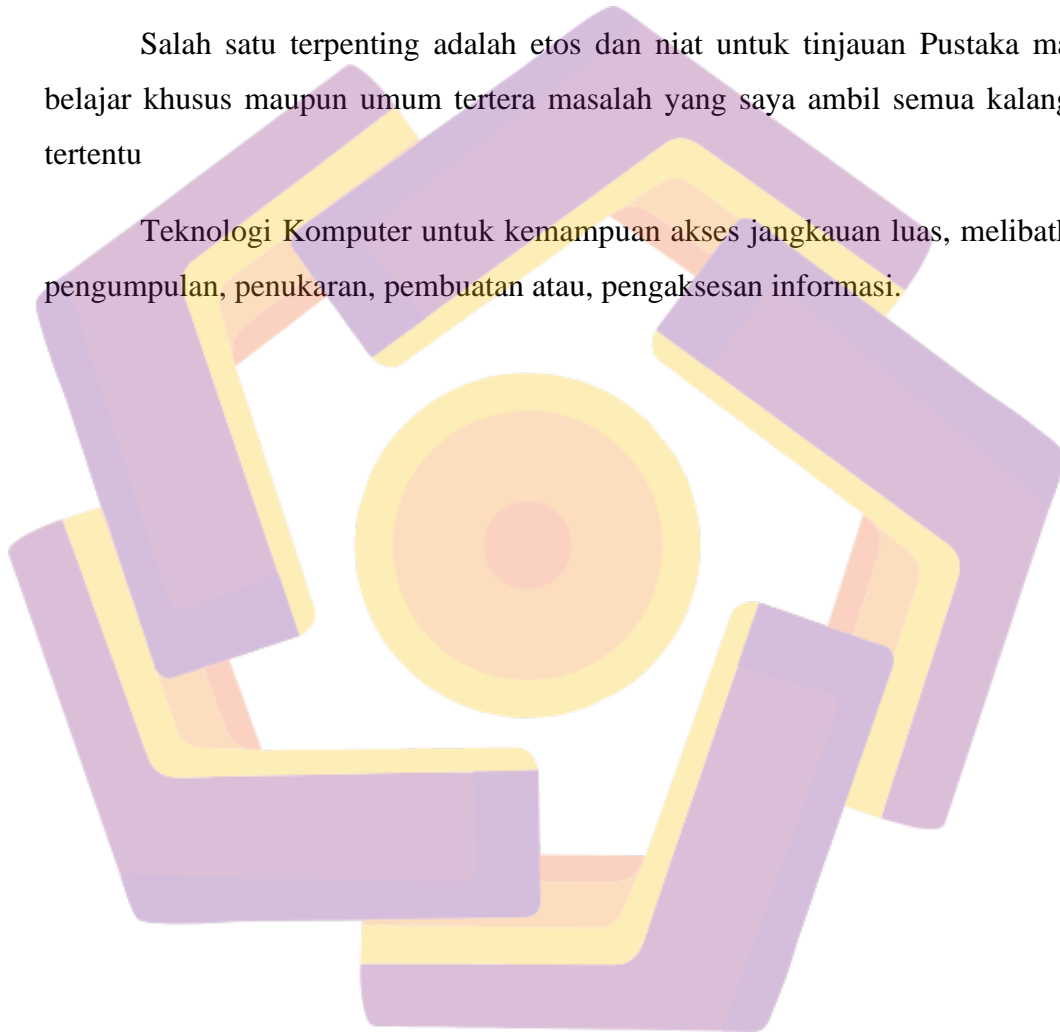 Salah satu terpenting adalah etos dan niat untuk tinjauan Pustaka
belajar khusus maupun umum tertera masalah yang saya ambil semua
tertentu
Teknologi Komputer untuk kemampuan akses jangkauan luas,
pengumpulan, penukaran, pembuatan atau, pengaksesan informasi.